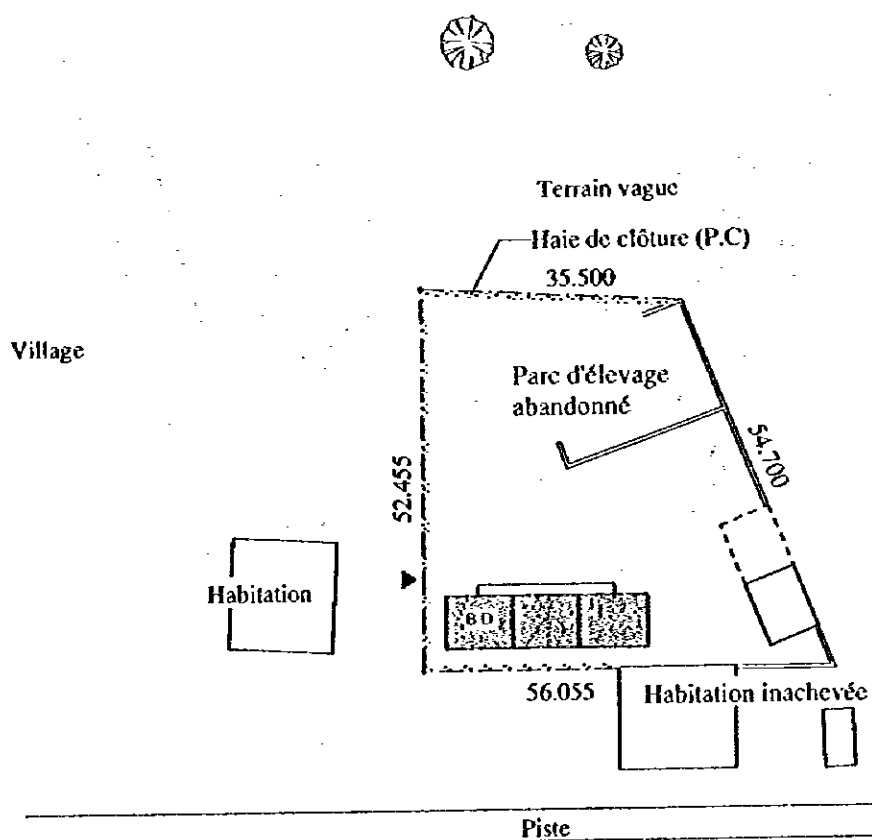 Terrain vague
Haie de clôture (P.C)
35.500
Village
Parc d'élevage
abandonné
54.700
52.455
Habitation
BD
56.055
Habitation inachevée
Piste